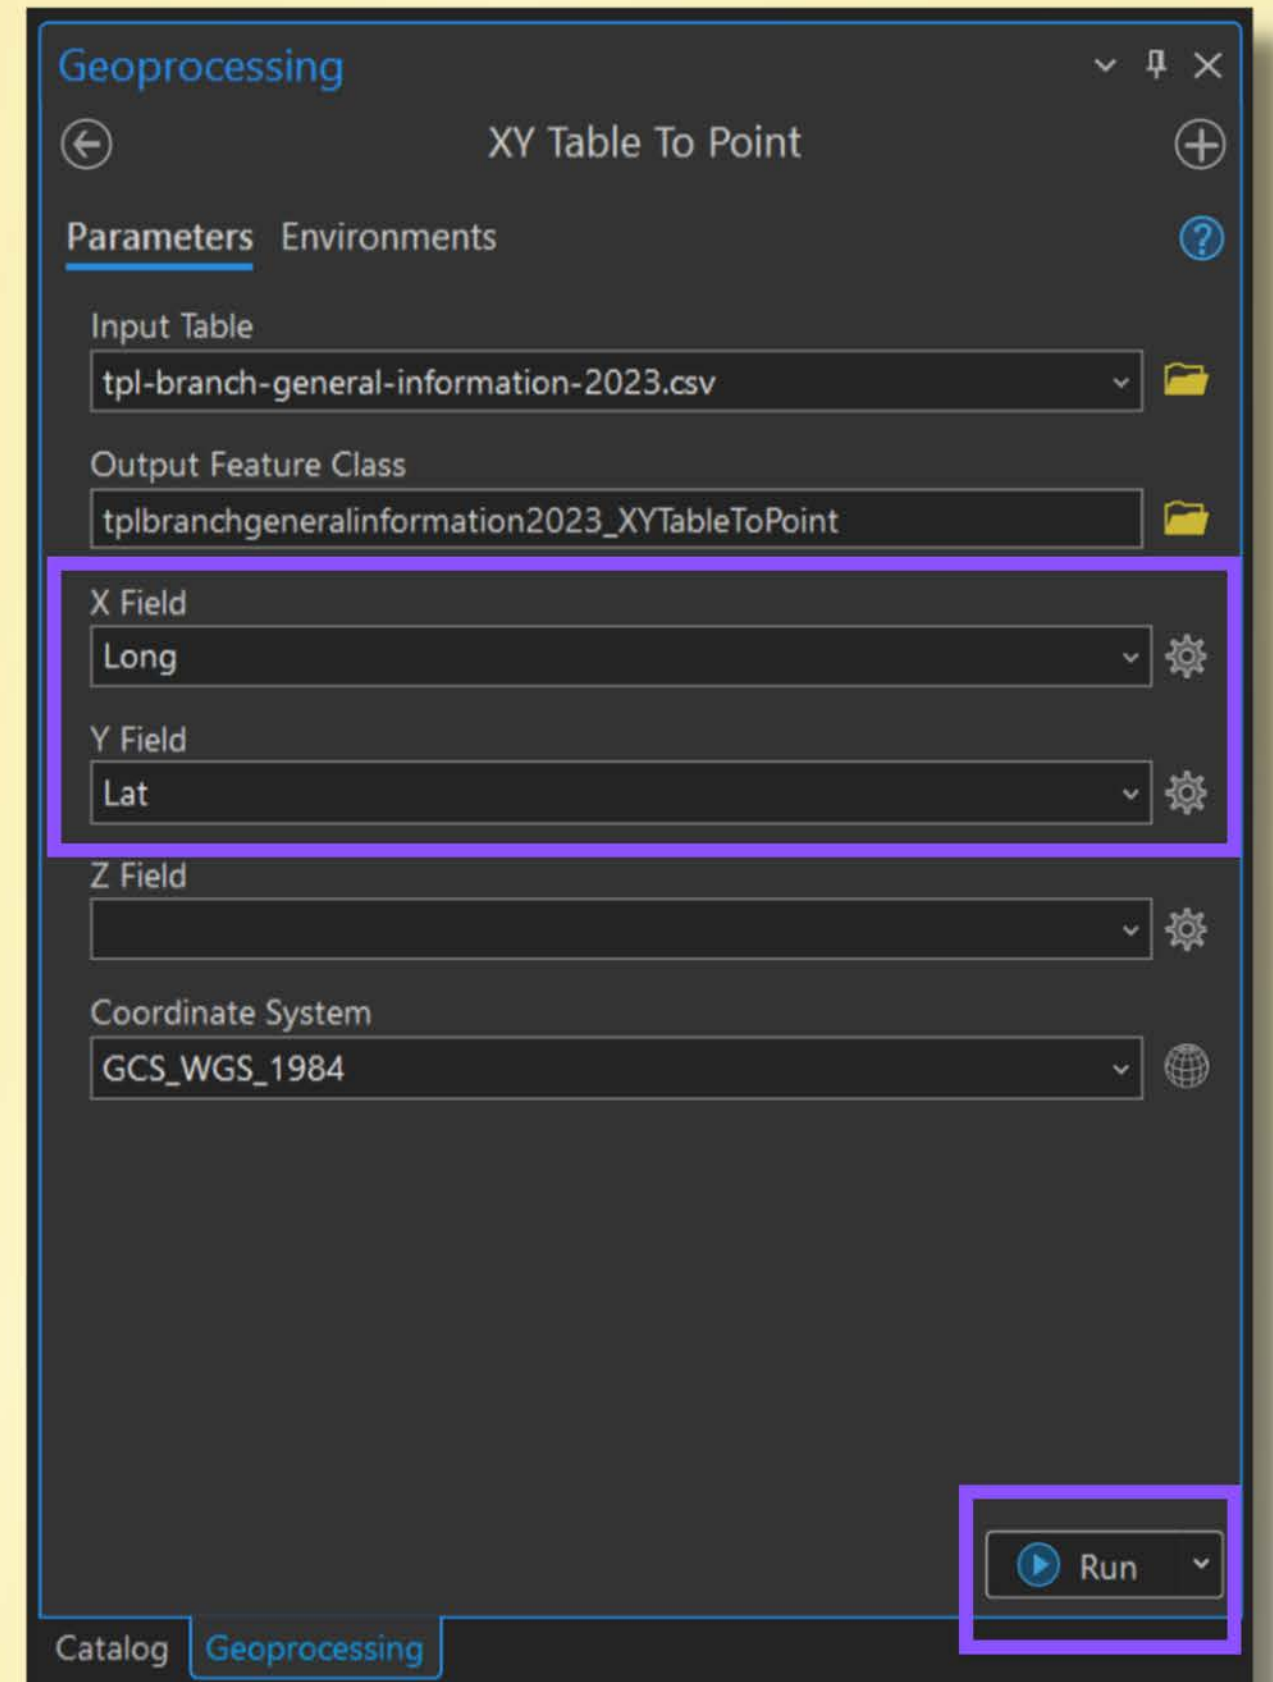 Geoprocessing
XY Table To Point
Parameters Environments
Input Table
tpl-branch-general-information-2023.csv
Output Feature Class
tplbranchgeneralinformation2023_XYTableToPoint
X Field
Long
Y Field
Lat
Z Field
Coordinate System
GCS_WGS_1984
Run
Catalog Geoprocessing